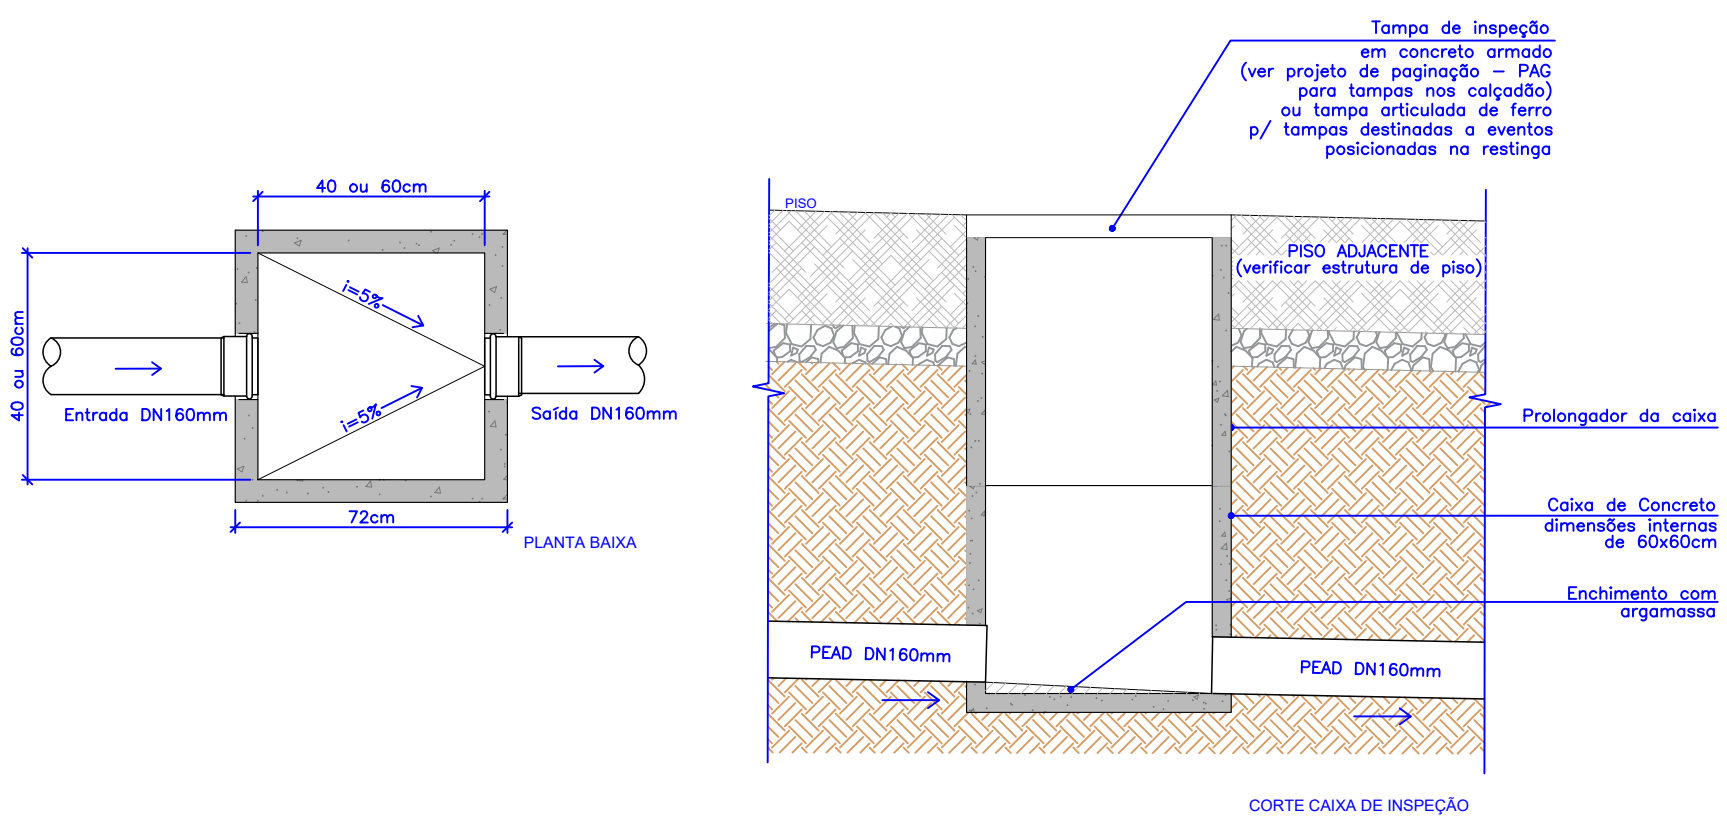 40 ou 60cm
40 ou 60cm
i=5%
i=5%
Entrada DN160mm
Saída DN160mm
72cm
PLANTA BAIXA
Tampa de inspeção
em concreto armado
(ver projeto de paginação – PAG
para tampas nos calçadão)
ou tampa articulada de ferro
p/ tampas destinadas a eventos
posicionadas na restinga
PISO
PISO ADJACENTE
(verificar estrutura de piso)
Prolongador da caixa
Caixa de Concreto
dimensões internas
de 60x60cm
Enchimento com
argamassa
PEAD DN160mm
PEAD DN160mm
CORTE CAIXA DE INSPEÇÃO